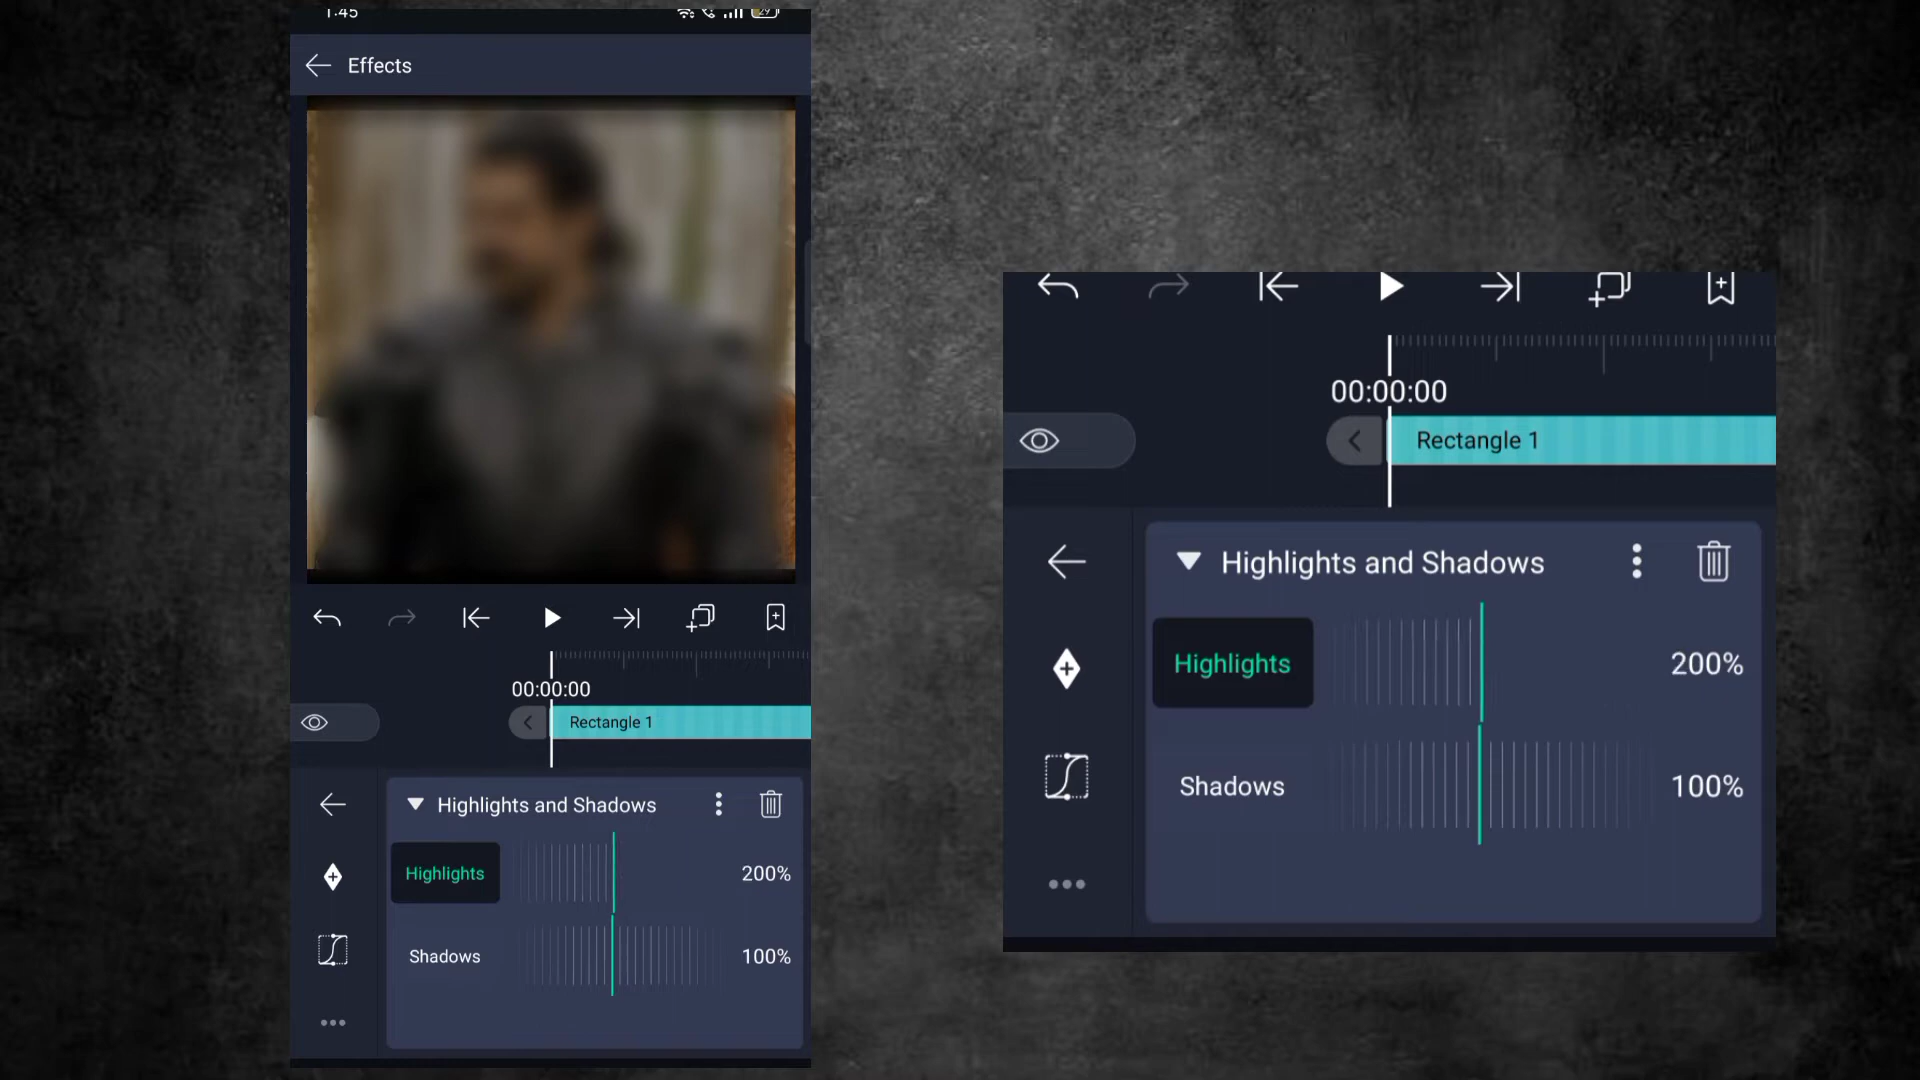 1:45
29
Effects
00:00:00
Rectangle 1
Highlights and Shadows
Highlights
200%
Shadows
100%
00:00:00
Rectangle 1
Highlights and Shadows
Highlights
200%
Shadows
100%